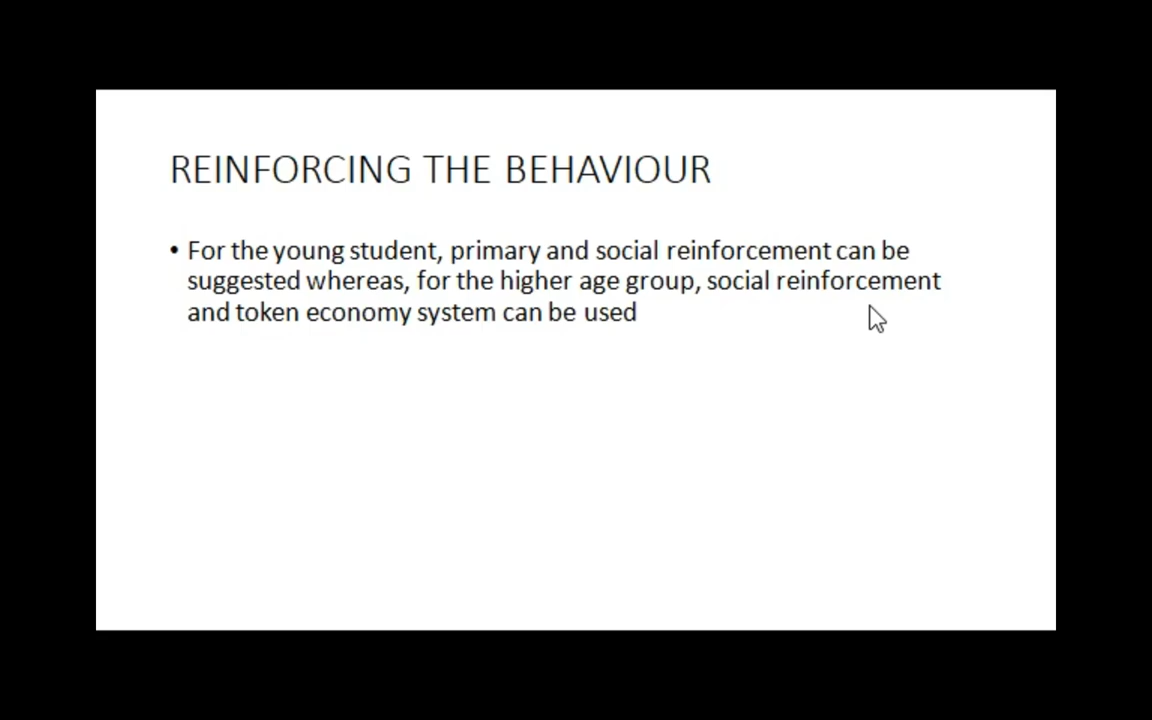 REINFORCING THE BEHAVIOUR
• For the young student, primary and social reinforcement can be
suggested whereas, for the higher age group, social reinforcement
and token economy system can be used